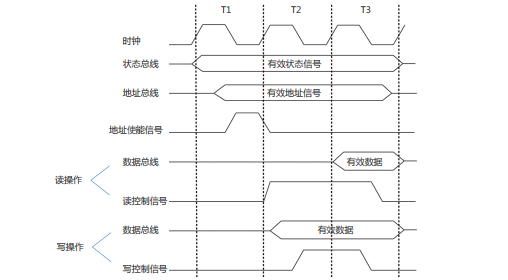 T1 T2 T3
时钟
状态总线 有效状态信号
地址总线 有效地址信号
地址使能信号
数据总线 有效数据
读操作
读控制信号
数据总线 有效数据
写操作
写控制信号